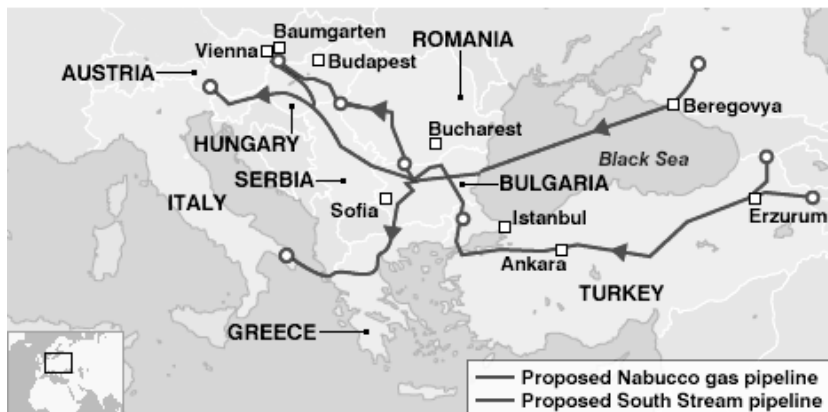 Baumgarten
Vienna
ROMANIA
AUSTRIA
Budapest
Beregovya
HUNGARY
Bucharest
Black Sea
SERBIA
BULGARIA
ITALY
Sofia
Istanbul
Erzurum
Ankara
TURKEY
GREECE
Proposed Nabucco gas pipeline
Proposed South Stream pipeline